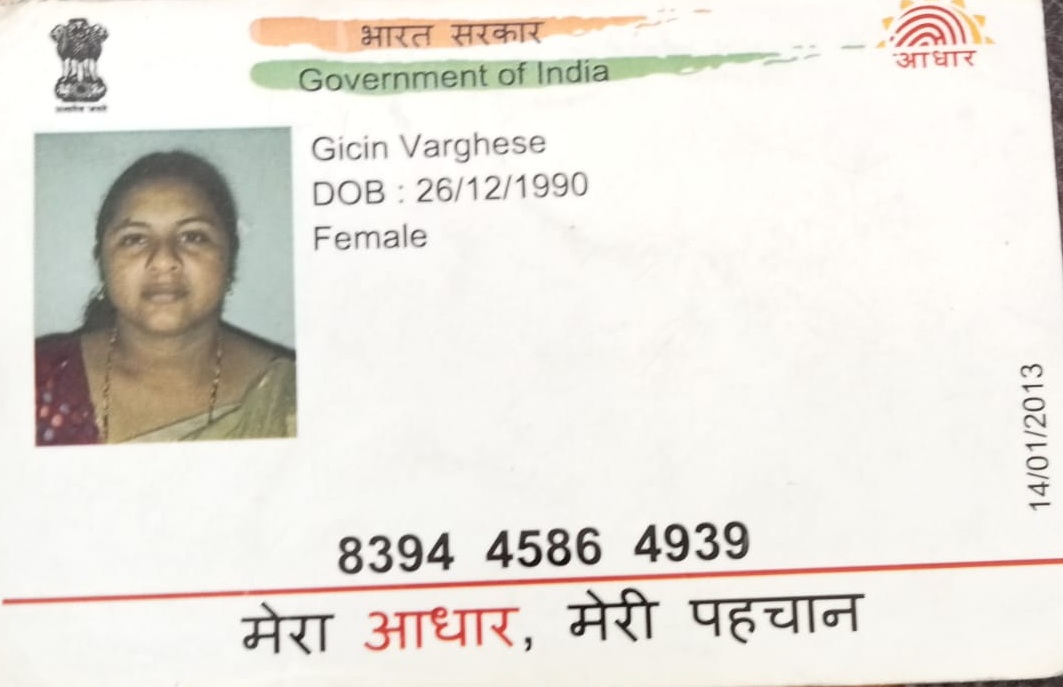 भारत सरकार
Government of India
आधार
Gicin Varghese
DOB : 26/12/1990
Female
14/01/2013
8394 4586 4939
मेरा आधार, मेरी पहचान